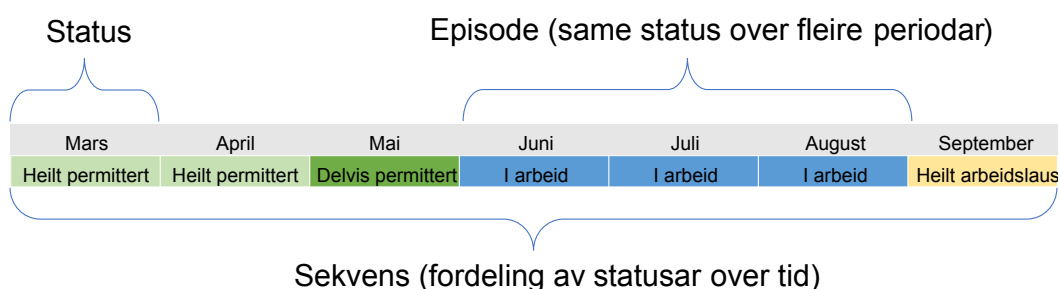 Status
Episode (same status over fleire periodar)
Mars April Mai Juni Juli August September
Heilt permittert Heilt permittert Delvis permittert I arbeid I arbeid I arbeid Heilt arbeidslaus
Sekvens (fordeling av statusar over tid)